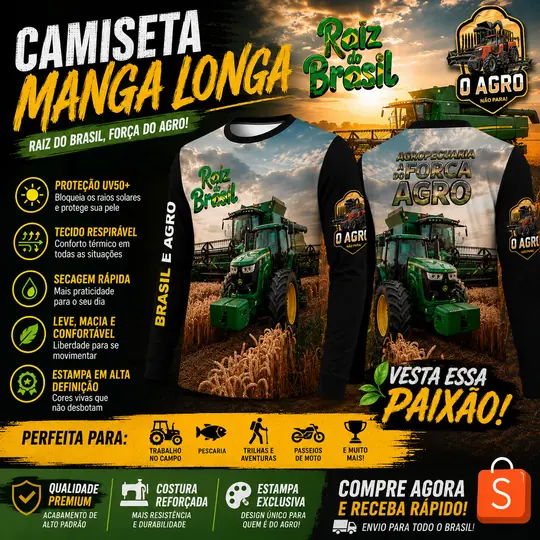 CAMISETA
MANGA LONGA
RAIZ DO BRASIL, FORÇA DO AGRO!
Raiz
do
Brasil
O AGRO
NÃO PARA!
PROTEÇÃO UV50+
Bloqueia os raios solares
e protege sua pele
TECIDO RESPIRÁVEL
Conforto térmico em
todas as situações
SECAGEM RÁPIDA
Mais praticidade
para o seu dia
LEVE, MACIA E
CONFORTÁVEL
Liberdade para se
movimentar
ESTAMPA EM ALTA
DEFINIÇÃO
Cores vivas que
não desbotam
Raiz
do
Brasil
BRASIL E AGRO
O AGRO
AGROPECUARIA
A FORÇA
DO
AGRO
O AGRO
VESTA ESSA
PAIXÃO!
PERFEITA PARA:
TRABALHO
NO CAMPO
PESCARIA
TRILHAS E
AVENTURAS
PASSEIOS
DE MOTO
E MUITO
MAIS!
QUALIDADE
PREMIUM
ACABAMENTO DE
ALTO PADRÃO
COSTURA
REFORÇADA
MAIS RESISTÊNCIA
E DURABILIDADE
ESTAMPA
EXCLUSIVA
DESIGN ÚNICO PARA
QUEM É DO AGRO!
COMPRE AGORA
E RECEBA RÁPIDO!
ENVIO PARA TODO O BRASIL!
S